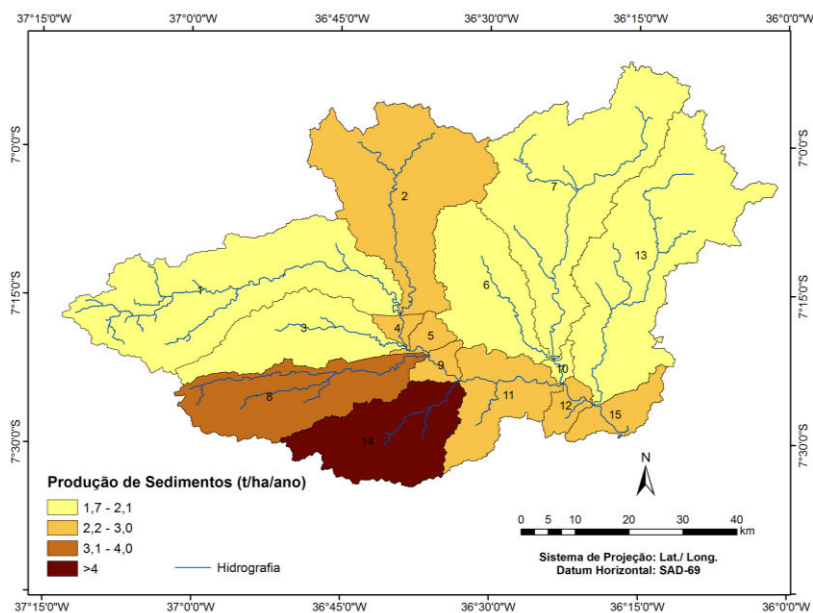 37°15'0"W 37°0'0"W 36°45'0"W 36°30'0"W 36°15'0"W 36°0'0"W
7°0'0"S 7°0'0"S
2
7
13
7°15'0"S 7°15'0"S
1
6
3
4
5
9
10
8
11
12
15
14
7°30'0"S 7°30'0"S
N
Produção de Sedimentos (t/ha/ano)
1,7 - 2,1
2,2 - 3,0
3,1 - 4,0
>4
Hidrografia
0 5 10 20 30 40
km
Sistema de Projeção: Lat./ Long.
Datum Horizontal: SAD-69
37°15'0"W 37°0'0"W 36°45'0"W 36°30'0"W 36°15'0"W 36°0'0"W